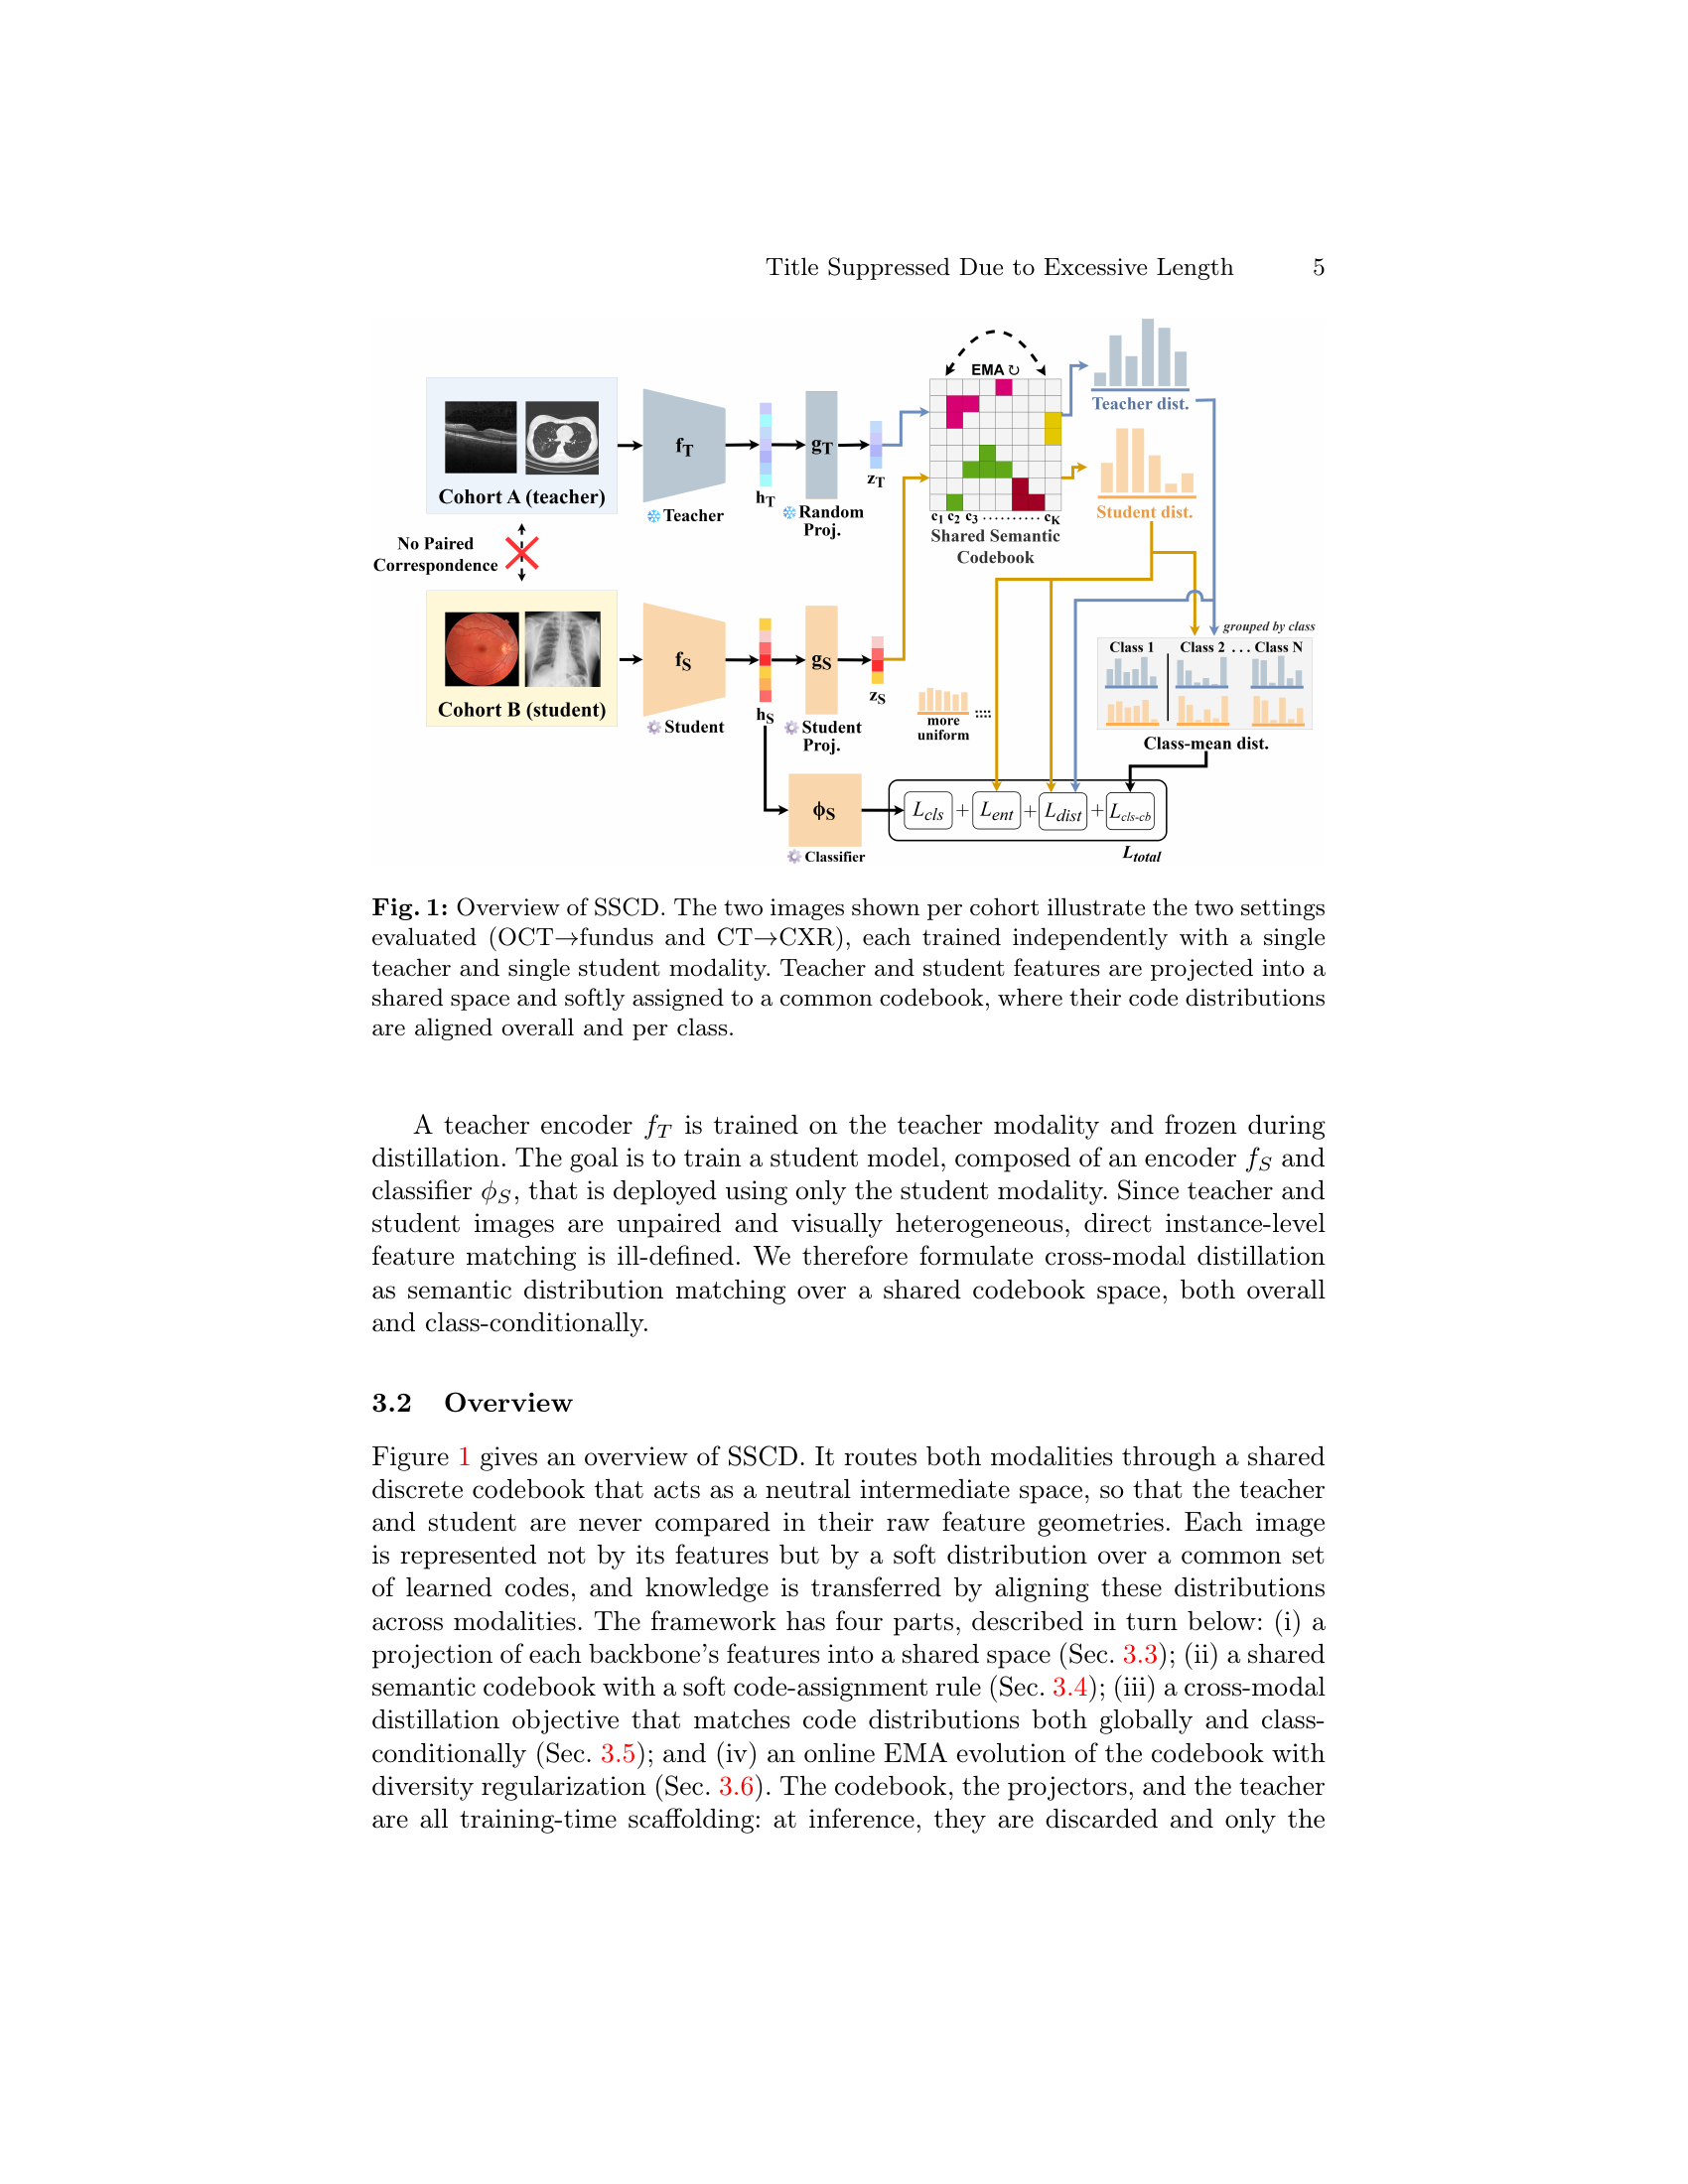 Title Suppressed Due to Excessive Length 5
EMA ↻
Teacher dist.
Cohort A (teacher)
fT
hT
gT
zT
Teacher
Random
Proj.
c1 c2 c3 .......... cK
Shared Semantic
Codebook
Student dist.
No Paired
Correspondence
grouped by class
Class 1 Class 2 . . . Class N
Class-mean dist.
Cohort B (student)
fS
hS
gS
zS
Student
Student
Proj.
more
uniform
ϕS
Classifier
Lcls + Lent + Ldist + Lcls-cb
Ltotal
Fig. 1: Overview of SSCD. The two images shown per cohort illustrate the two settings
evaluated (OCT→fundus and CT→CXR), each trained independently with a single
teacher and single student modality. Teacher and student features are projected into a
shared space and softly assigned to a common codebook, where their code distributions
are aligned overall and per class.
A teacher encoder fT is trained on the teacher modality and frozen during
distillation. The goal is to train a student model, composed of an encoder fS and
classifier ϕS, that is deployed using only the student modality. Since teacher and
student images are unpaired and visually heterogeneous, direct instance-level
feature matching is ill-defined. We therefore formulate cross-modal distillation
as semantic distribution matching over a shared codebook space, both overall
and class-conditionally.
3.2 Overview
Figure 1 gives an overview of SSCD. It routes both modalities through a shared
discrete codebook that acts as a neutral intermediate space, so that the teacher
and student are never compared in their raw feature geometries. Each image
is represented not by its features but by a soft distribution over a common set
of learned codes, and knowledge is transferred by aligning these distributions
across modalities. The framework has four parts, described in turn below: (i) a
projection of each backbone's features into a shared space (Sec. 3.3); (ii) a shared
semantic codebook with a soft code-assignment rule (Sec. 3.4); (iii) a cross-modal
distillation objective that matches code distributions both globally and class-
conditionally (Sec. 3.5); and (iv) an online EMA evolution of the codebook with
diversity regularization (Sec. 3.6). The codebook, the projectors, and the teacher
are all training-time scaffolding: at inference, they are discarded and only the